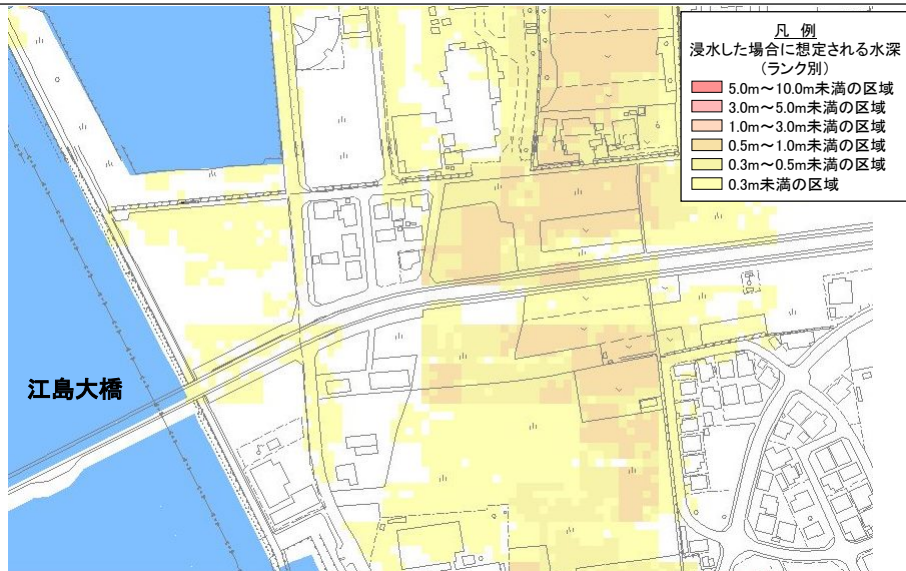 凡 例
浸水した場合に想定される水深
(ランク別)
5.0m～10.0m未満の区域
3.0m～5.0m未満の区域
1.0m～3.0m未満の区域
0.5m～1.0m未満の区域
0.3m～0.5m未満の区域
0.3m未満の区域
江島大橋